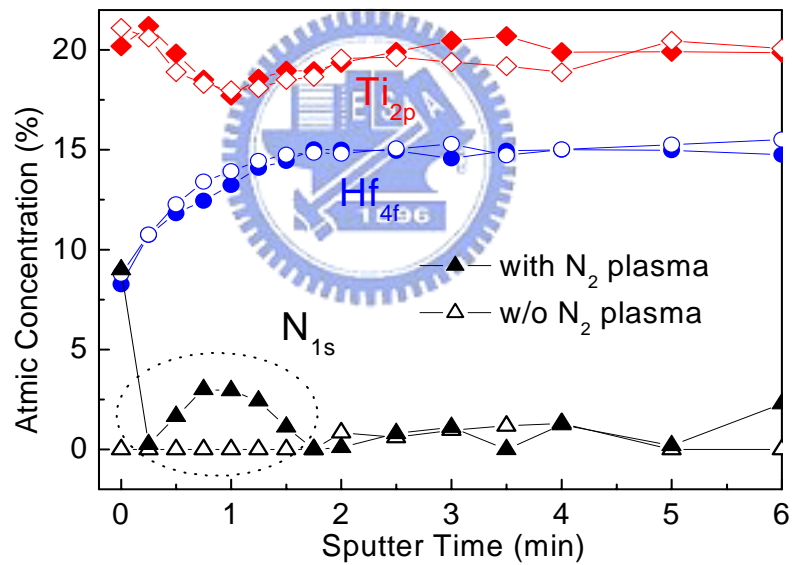 20
15
10
5
0
Atmic Concentration (%)
Ti2p
Hf4f
1896
with N2 plasma
w/o N2 plasma
N1s
0 1 2 3 4 5 6
Sputter Time (min)